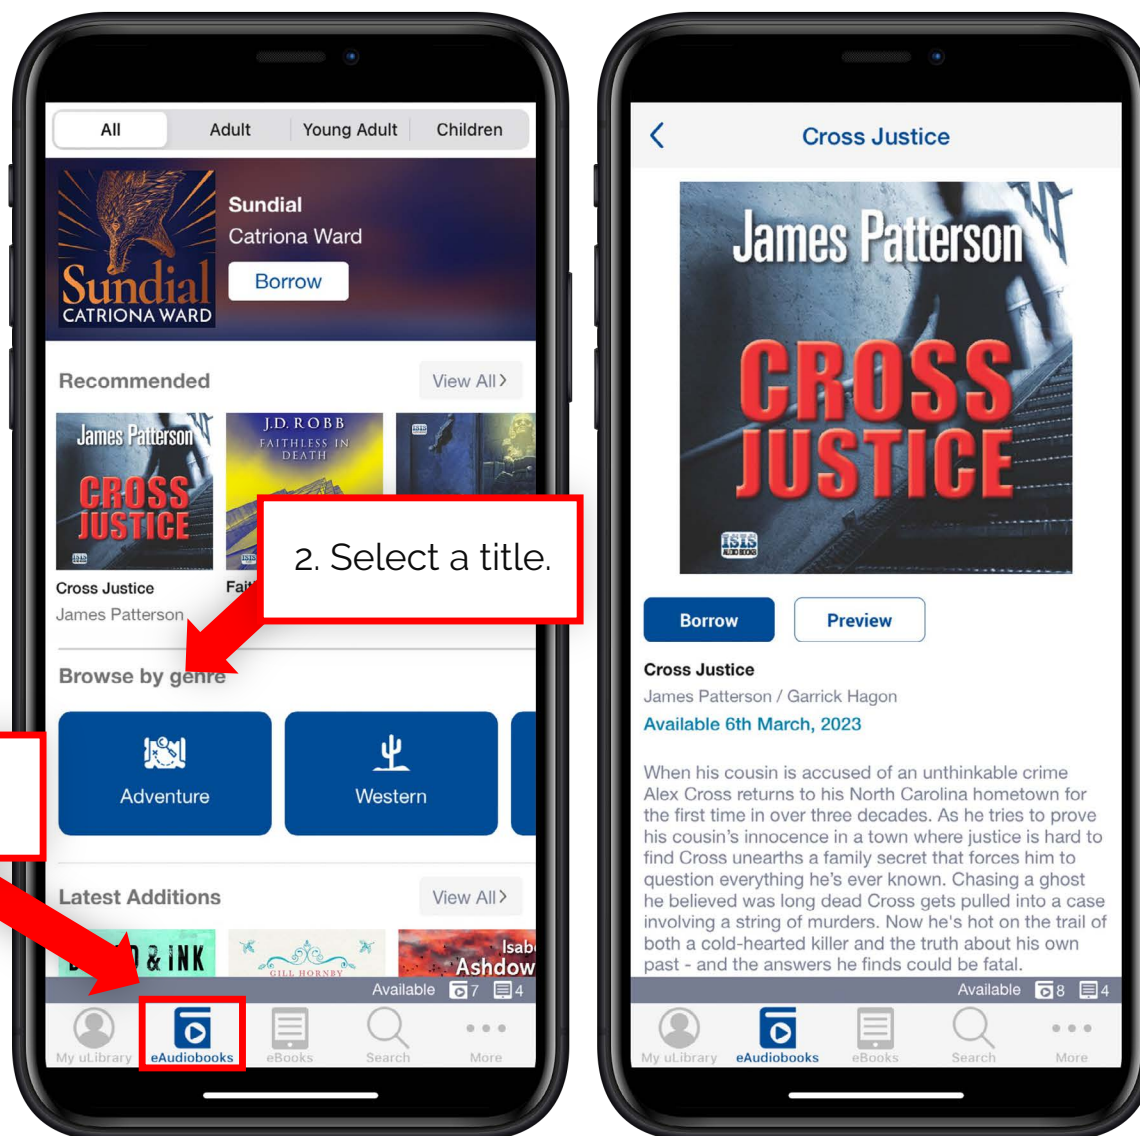 All
Adult
Young Adult
Children
Sundial
Catriona Ward
Borrow
Sundial
CATRIONA WARD
Recommended
View All >
James Patterson
CROSS
JUSTICE
J.D. ROBB
FAITHLESS IN
DEATH
Cross Justice
James Patterson
2. Select a title.
Browse by genre
Adventure
Western
Latest Additions
View All >
& INK
GILL HORNBY
Available 7 4
My uLibrary
eAudiobooks
eBooks
Search
More
Cross Justice
James Patterson
CROSS
JUSTICE
ISIS
AUDIO BOOKS
Borrow
Preview
Cross Justice
James Patterson / Garrick Hagon
Available 6th March, 2023
When his cousin is accused of an unthinkable crime
Alex Cross returns to his North Carolina hometown for
the first time in over three decades. As he tries to prove
his cousin's innocence in a town where justice is hard to
find Cross unearths a family secret that forces him to
question everything he's ever known. Chasing a ghost
he believed was long dead Cross gets pulled into a case
involving a string of murders. Now he's hot on the trail of
both a cold-hearted killer and the truth about his own
past - and the answers he finds could be fatal.
Available 8 4
My uLibrary
eAudiobooks
eBooks
Search
More